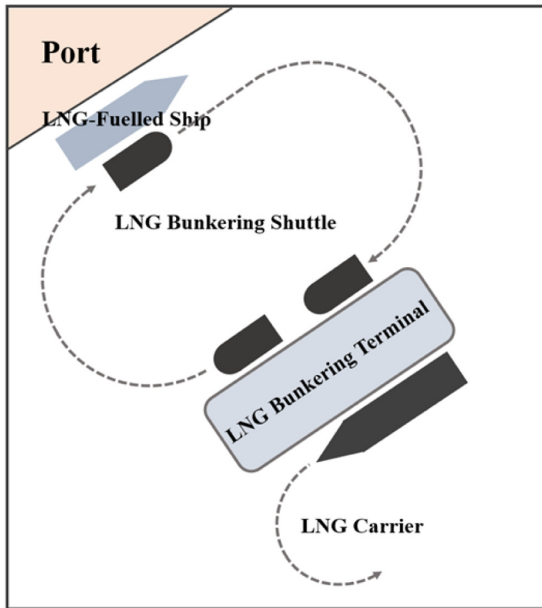 Port
LNG-Fuelled Ship
LNG Bunkering Shuttle
LNG Bunkering Terminal
LNG Carrier